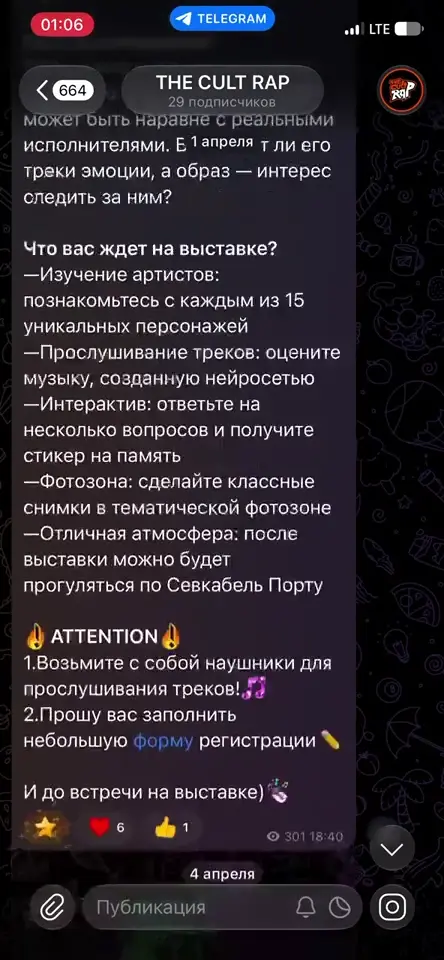 01:06
TELEGRAM
LTE
664
THE CULT RAP
29 подписчиков
RAP
может быть наравне с реальными
исполнителями. Е
1 апреля
т ли его
треки эмоции, а образ — интерес
следить за ним?
Что вас ждет на выставке?
—Изучение артистов:
познакомьтесь с каждым из 15
уникальных персонажей
—Прослушивание треков: оцените
музыку, созданную нейросетью
—Интерактив: ответьте на
несколько вопросов и получите
стикер на память
—Фотозона: сделайте классные
снимки в тематической фотозоне
—Отличная атмосфера: после
выставки можно будет
прогуляться по Севкабель Порту
ATTENTION
1.Возьмите с собой наушники для
прослушивания треков!
2.Прошу вас заполнить
небольшую форму регистрации
И до встречи на выставке)
6
1
301 18:40
4 апреля
Публикация